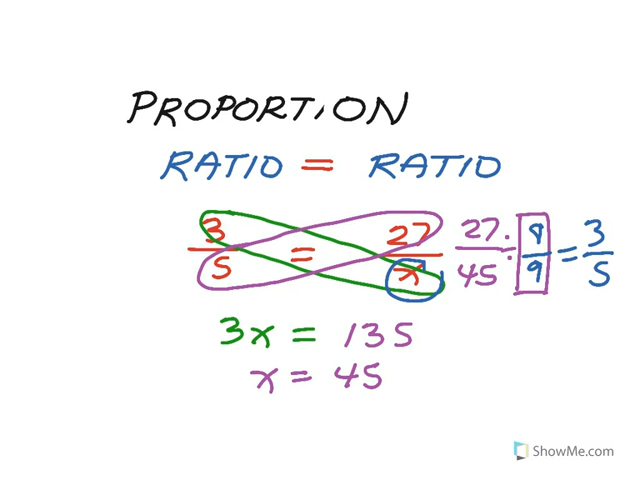 PROPORTION
RATIO = RATIO
3/5 = 27/x 27/45 ÷ 9/9 = 3/5
3x = 135
x = 45
ShowMe.com